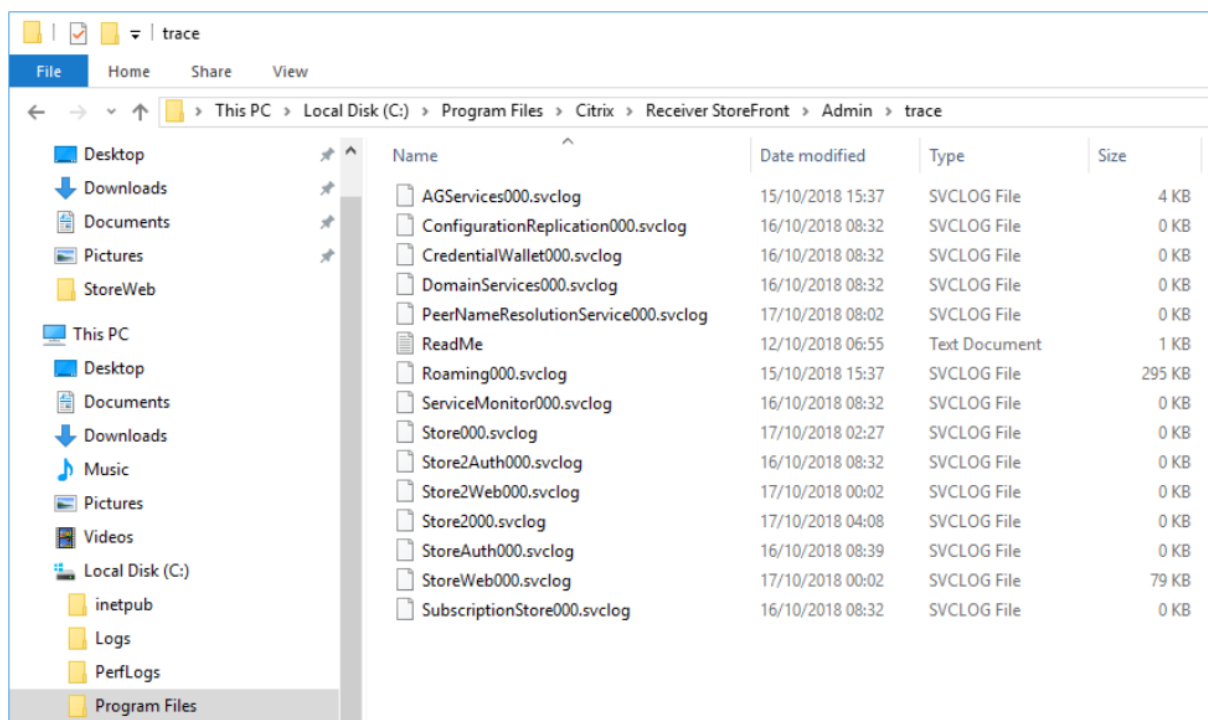 trace
File Home Share View
This PC > Local Disk (C:) > Program Files > Citrix > Receiver StoreFront > Admin > trace
Desktop
Downloads
Documents
Pictures
StoreWeb
This PC
Desktop
Documents
Downloads
Music
Pictures
Videos
Local Disk (C:)
inetpub
Logs
PerfLogs
Program Files
Name Date modified Type Size
AGServices000.svclog 15/10/2018 15:37 SVCLOG File 4 KB
ConfigurationReplication000.svclog 16/10/2018 08:32 SVCLOG File 0 KB
CredentialWallet000.svclog 16/10/2018 08:32 SVCLOG File 0 KB
DomainServices000.svclog 16/10/2018 08:32 SVCLOG File 0 KB
PeerNameResolutionService000.svclog 17/10/2018 08:02 SVCLOG File 0 KB
ReadMe 12/10/2018 06:55 Text Document 1 KB
Roaming000.svclog 15/10/2018 15:37 SVCLOG File 295 KB
ServiceMonitor000.svclog 16/10/2018 08:32 SVCLOG File 0 KB
Store000.svclog 17/10/2018 02:27 SVCLOG File 0 KB
Store2Auth000.svclog 16/10/2018 08:32 SVCLOG File 0 KB
Store2Web000.svclog 17/10/2018 00:02 SVCLOG File 0 KB
Store2000.svclog 17/10/2018 04:08 SVCLOG File 0 KB
StoreAuth000.svclog 16/10/2018 08:39 SVCLOG File 0 KB
StoreWeb000.svclog 17/10/2018 00:02 SVCLOG File 79 KB
SubscriptionStore000.svclog 16/10/2018 08:32 SVCLOG File 0 KB